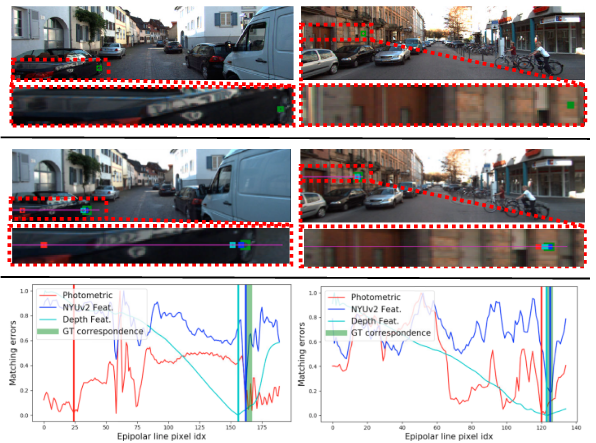 Photometric
NYUv2 Feat.
Depth Feat.
GT correspondence
Matching errors
1.0
0.8
0.6
0.4
0.2
0.0
0 25 50 75 100 125 150 175
Epipolar line pixel idx
Photometric
NYUv2 Feat.
Depth Feat.
GT correspondence
Matching errors
1.0
0.8
0.6
0.4
0.2
0.0
0 20 40 60 80 100 120 140
Epipolar line pixel idx